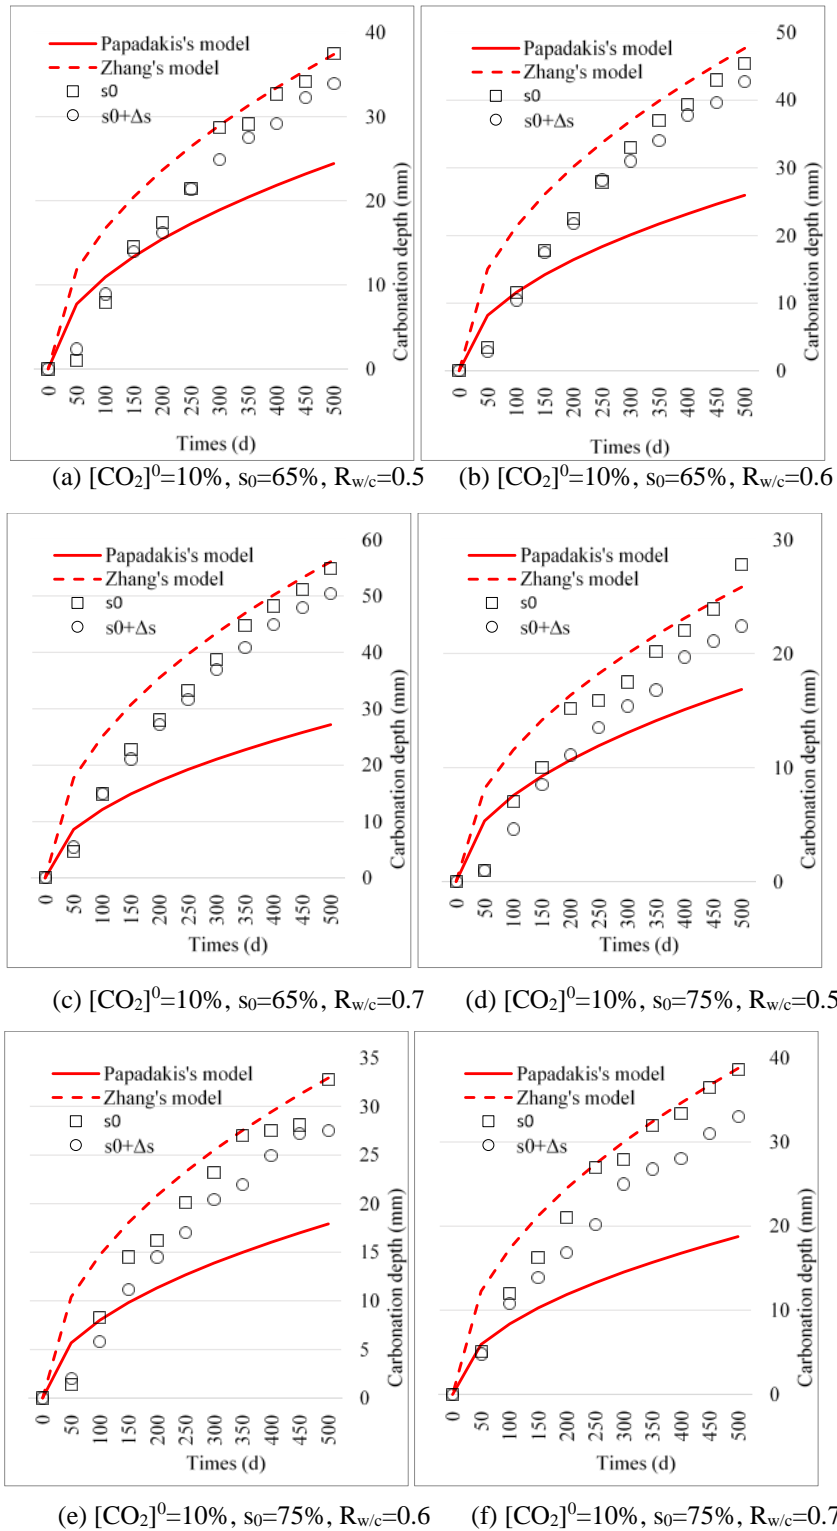 Papadakis's model
Zhang's model
s0
s0+Δs
40
30
20
10
0
Carbonation depth (mm)
0 50 100 150 200 250 300 350 400 450 500
Times (d)
(a) [CO₂]⁰=10%, s₀=65%, R_w/c=0.5
Papadakis's model
Zhang's model
s0
s0+Δs
50
40
30
20
10
0
Carbonation depth (mm)
0 50 100 150 200 250 300 350 400 450 500
Times (d)
(b) [CO₂]⁰=10%, s₀=65%, R_w/c=0.6
Papadakis's model
Zhang's model
s0
s0+Δs
60
50
40
30
20
10
0
Carbonation depth (mm)
0 50 100 150 200 250 300 350 400 450 500
Times (d)
(c) [CO₂]⁰=10%, s₀=65%, R_w/c=0.7
Papadakis's model
Zhang's model
s0
s0+Δs
30
20
10
0
Carbonation depth (mm)
0 50 100 150 200 250 300 350 400 450 500
Times (d)
(d) [CO₂]⁰=10%, s₀=75%, R_w/c=0.5
Papadakis's model
Zhang's model
s0
s0+Δs
35
30
25
20
15
10
5
0
Carbonation depth (mm)
0 50 100 150 200 250 300 350 400 450 500
Times (d)
(e) [CO₂]⁰=10%, s₀=75%, R_w/c=0.6
Papadakis's model
Zhang's model
s0
s0+Δs
40
30
20
10
0
Carbonation depth (mm)
0 50 100 150 200 250 300 350 400 450 500
Times (d)
(f) [CO₂]⁰=10%, s₀=75%, R_w/c=0.7